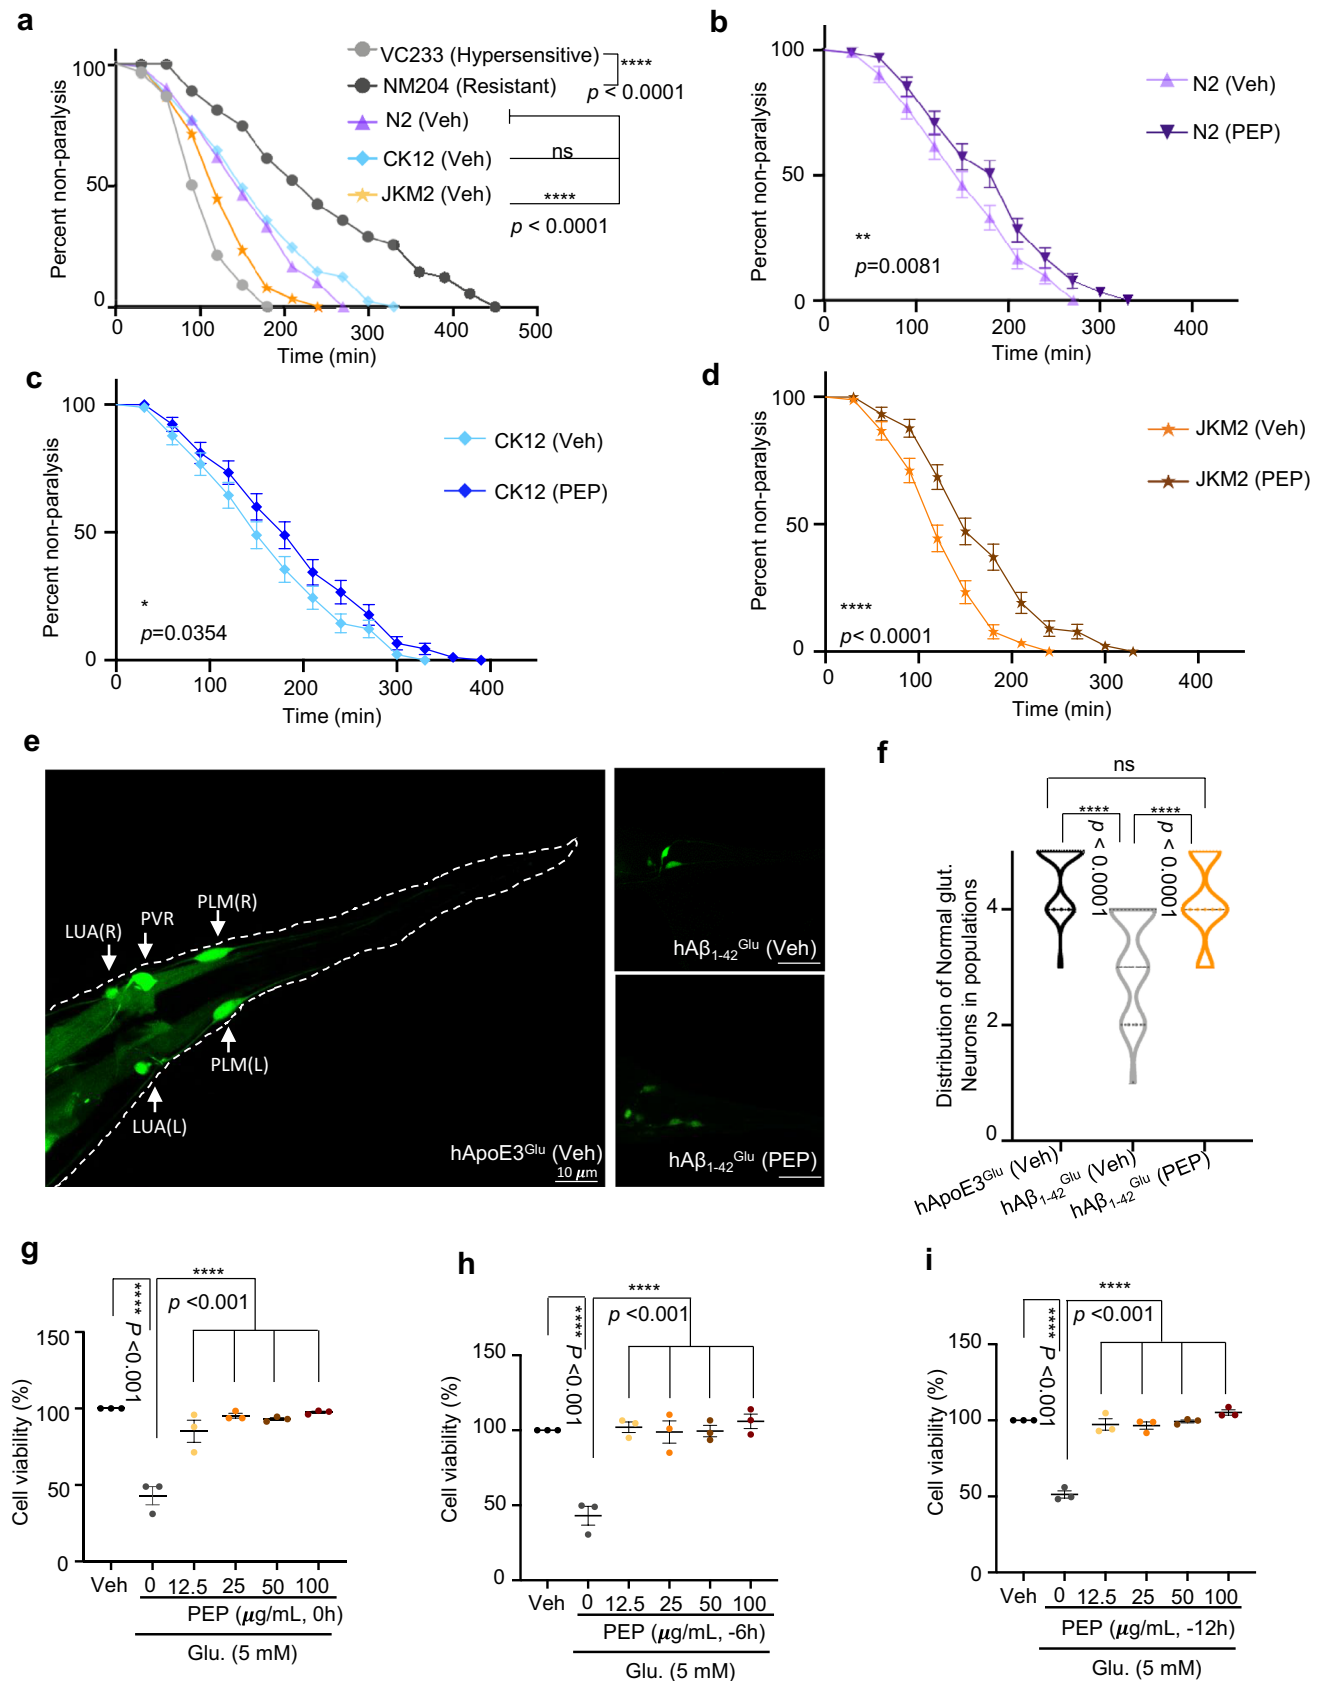 a
VC233 (Hypersensitive)
****
NM204 (Resistant)
p < 0.0001
N2 (Veh)
ns
CK12 (Veh)
****
JKM2 (Veh)
p < 0.0001
Percent non-paralysis
100
50
0
0 100 200 300 400 500
Time (min)
b
N2 (Veh)
N2 (PEP)
**
p=0.0081
Percent non-paralysis
100
50
0
0 100 200 300 400
Time (min)
c
CK12 (Veh)
CK12 (PEP)
*
p=0.0354
Percent non-paralysis
100
50
0
0 100 200 300 400
Time (min)
d
JKM2 (Veh)
JKM2 (PEP)
****
p< 0.0001
Percent non-paralysis
100
50
0
0 100 200 300 400
Time (min)
e
LUA(R)
PVR
PLM(R)
PLM(L)
LUA(L)
hApoE3Glu (Veh)
10 μm
hAβ1-42Glu (Veh)
hAβ1-42Glu (PEP)
f
ns
****
p < 0.0001
****
p < 0.0001
Distribution of Normal glut.
Neurons in populations
4
2
0
hApoE3Glu (Veh)
hAβ1-42Glu (Veh)
hAβ1-42Glu (PEP)
g
**** P <0.001
****
p <0.001
Cell viability (%)
150
100
50
0
Veh 0 12.5 25 50 100
PEP (μg/mL, 0h)
Glu. (5 mM)
h
**** P <0.001
****
p <0.001
Cell viability (%)
150
100
50
0
Veh 0 12.5 25 50 100
PEP (μg/mL, -6h)
Glu. (5 mM)
i
**** P <0.001
****
p <0.001
Cell viability (%)
150
100
50
0
Veh 0 12.5 25 50 100
PEP (μg/mL, -12h)
Glu. (5 mM)